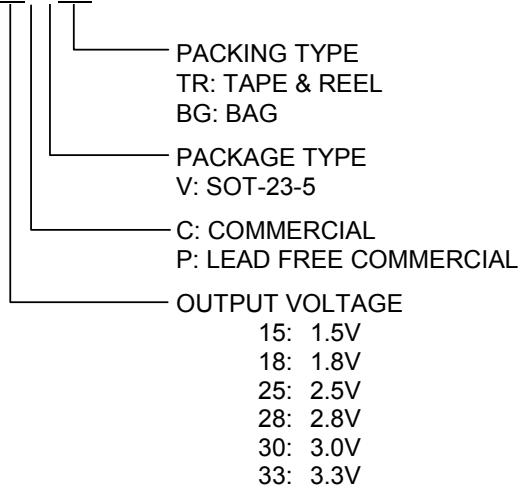 PACKING TYPE
TR: TAPE & REEL
BG: BAG
PACKAGE TYPE
V: SOT-23-5
C: COMMERCIAL
P: LEAD FREE COMMERCIAL
OUTPUT VOLTAGE
15: 1.5V
18: 1.8V
25: 2.5V
28: 2.8V
30: 3.0V
33: 3.3V